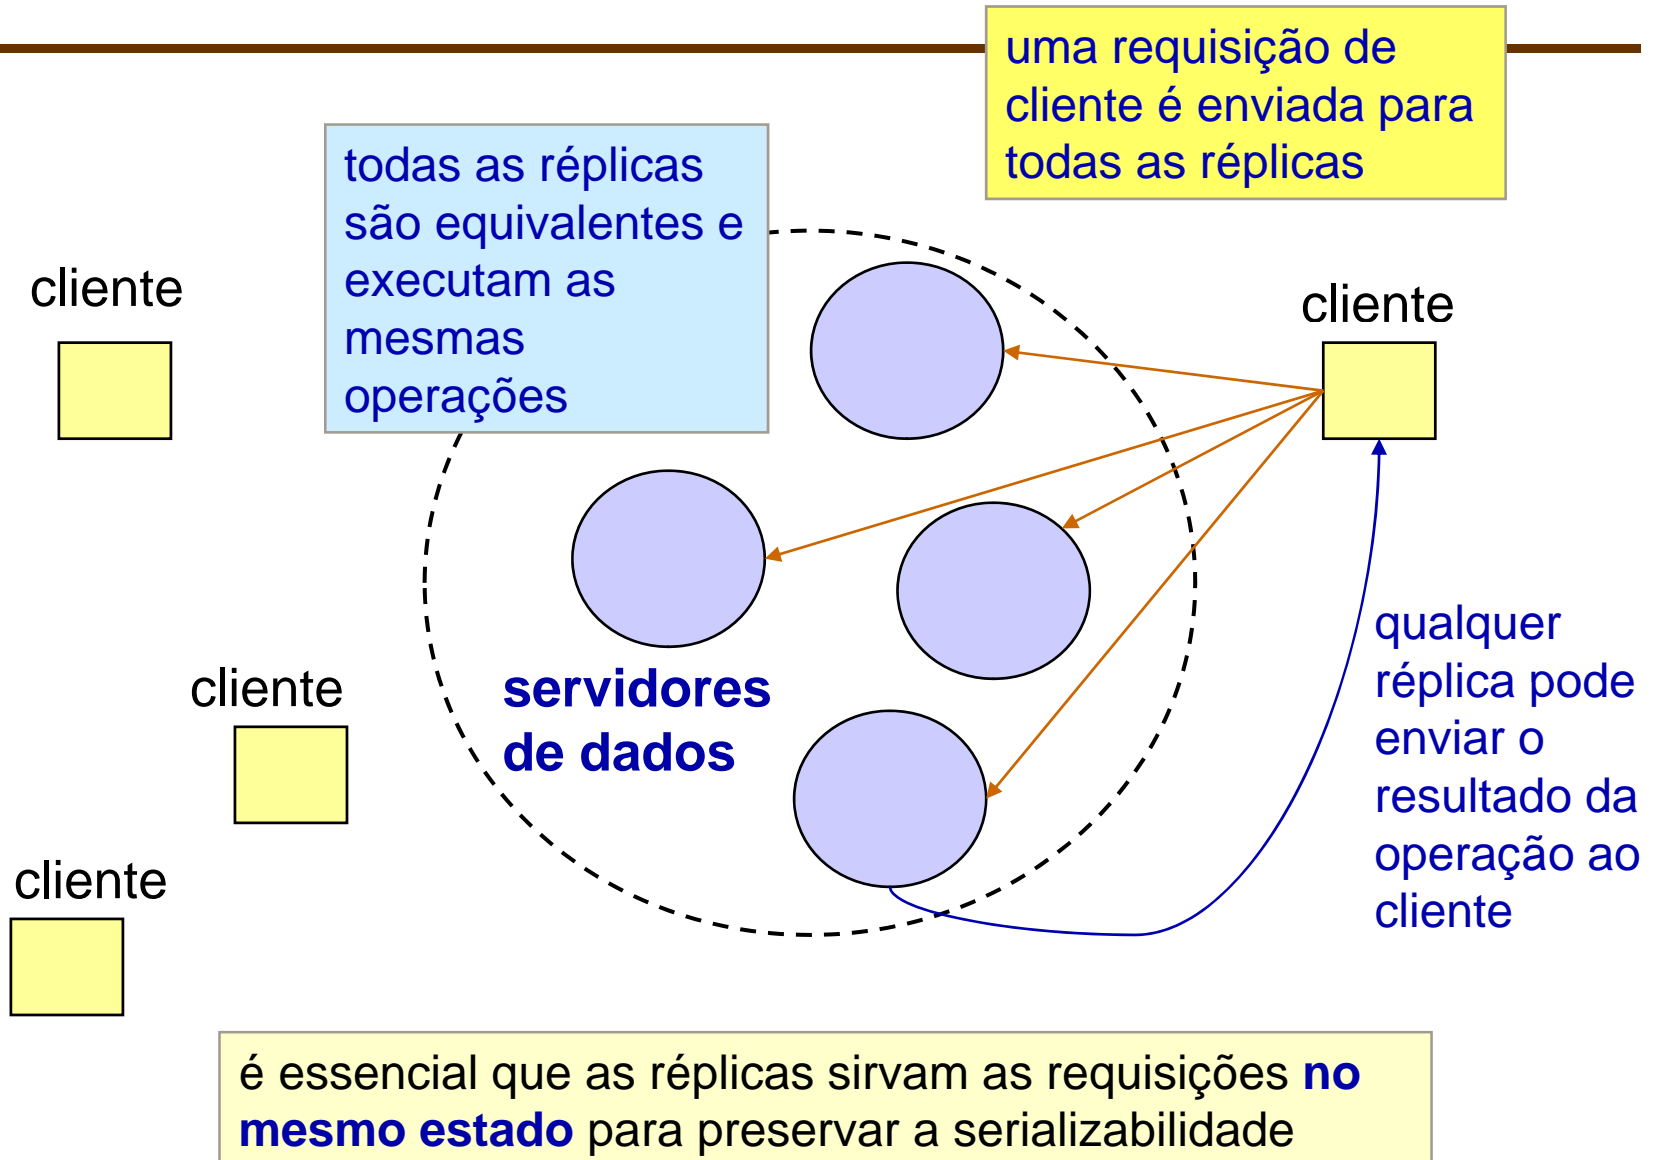 uma requisição de
cliente é enviada para
todas as réplicas
todas as réplicas
são equivalentes e
executam as
mesmas
operações
cliente
cliente
cliente
servidores
de dados
qualquer
réplica pode
enviar o
resultado da
operação ao
cliente
cliente
é essencial que as réplicas sirvam as requisições no
mesmo estado para preservar a serializabilidade